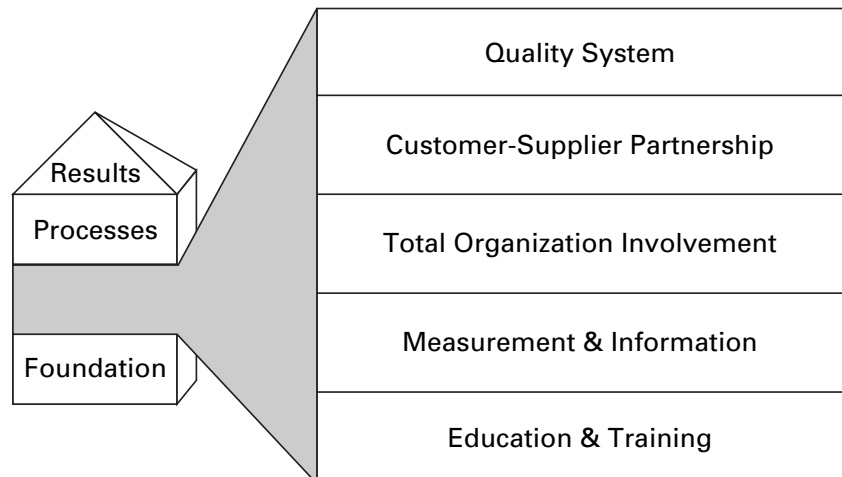 Results
Processes
Foundation
Quality System
Customer-Supplier Partnership
Total Organization Involvement
Measurement & Information
Education & Training